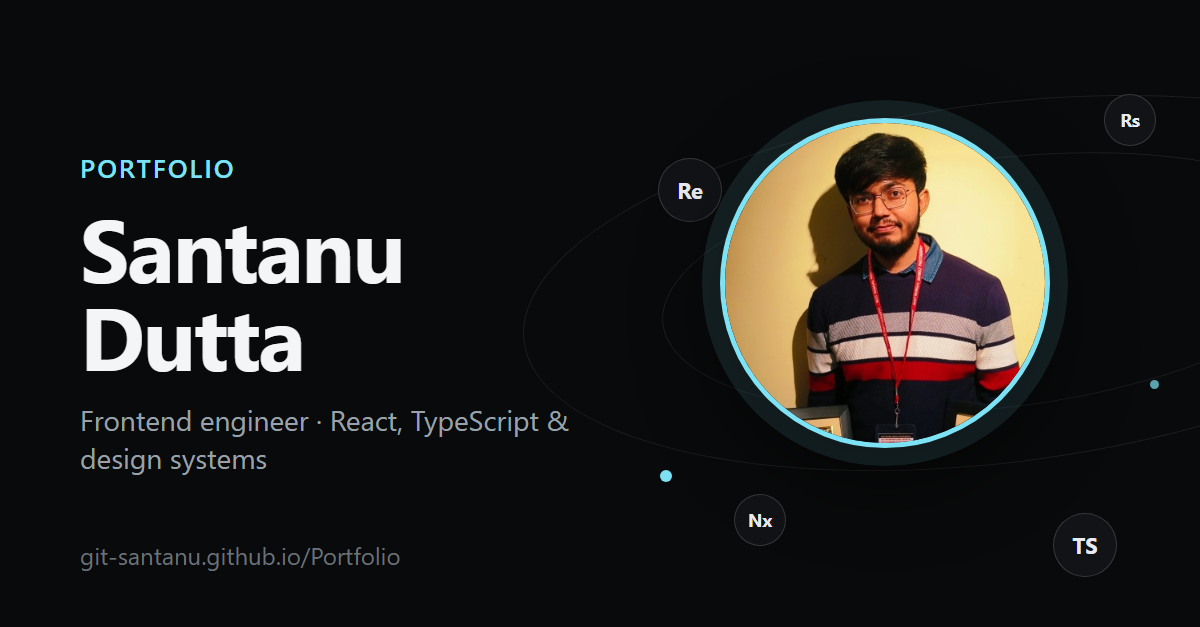 PORTFOLIO
Santanu
Dutta
Frontend engineer · React, TypeScript &
design systems
git-santanu.github.io/Portfolio
Re
Rs
Nx
TS